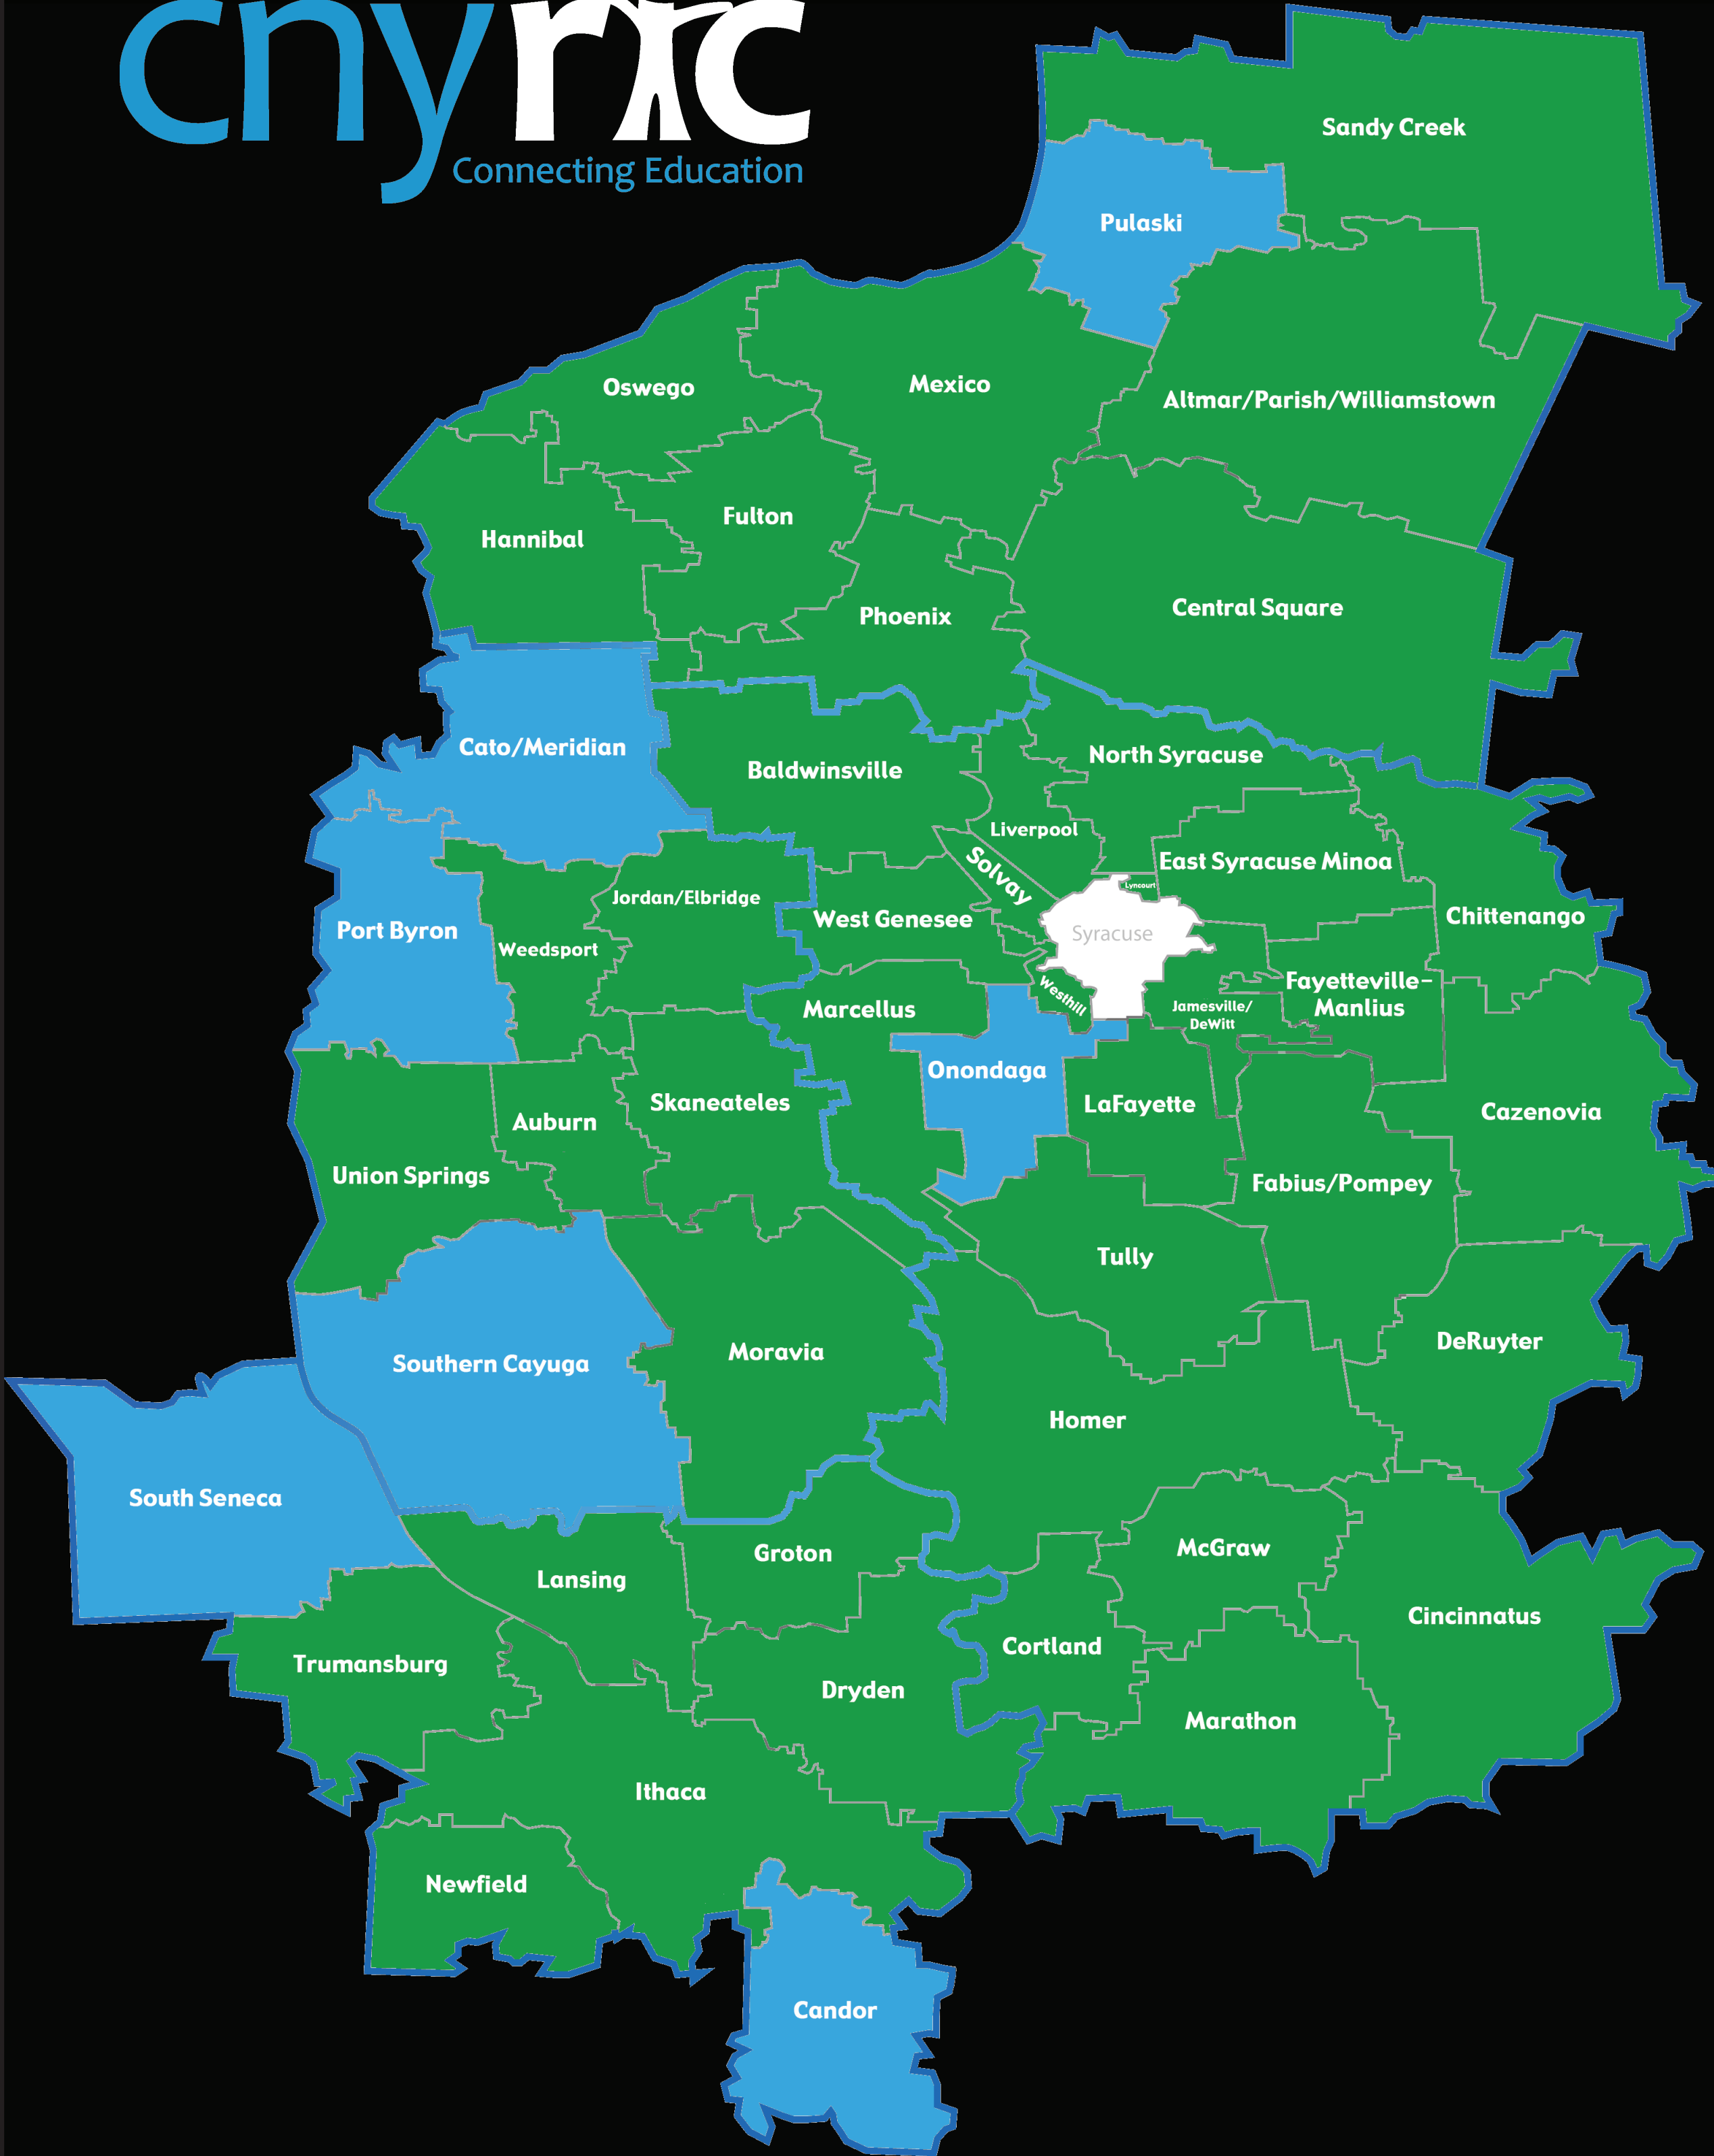 cnyric
Connecting Education
Sandy Creek
Pulaski
Oswego
Mexico
Altmar/Parish/Williamstown
Hannibal
Fulton
Phoenix
Central Square
Cato/Meridian
Baldwinsville
North Syracuse
Liverpool
Solvay
East Syracuse Minoa
Lyncourt
Jordan/Elbridge
West Genesee
Syracuse
Chittenango
Port Byron
Weedsport
Marcellus
Westhill
Jamesville/
DeWitt
Fayetteville-
Manlius
Onondaga
LaFayette
Skaneateles
Auburn
Cazenovia
Union Springs
Fabius/Pompey
Tully
Southern Cayuga
Moravia
DeRuyter
Homer
South Seneca
Groton
McGraw
Lansing
Cincinnatus
Cortland
Trumansburg
Dryden
Marathon
Ithaca
Newfield
Candor